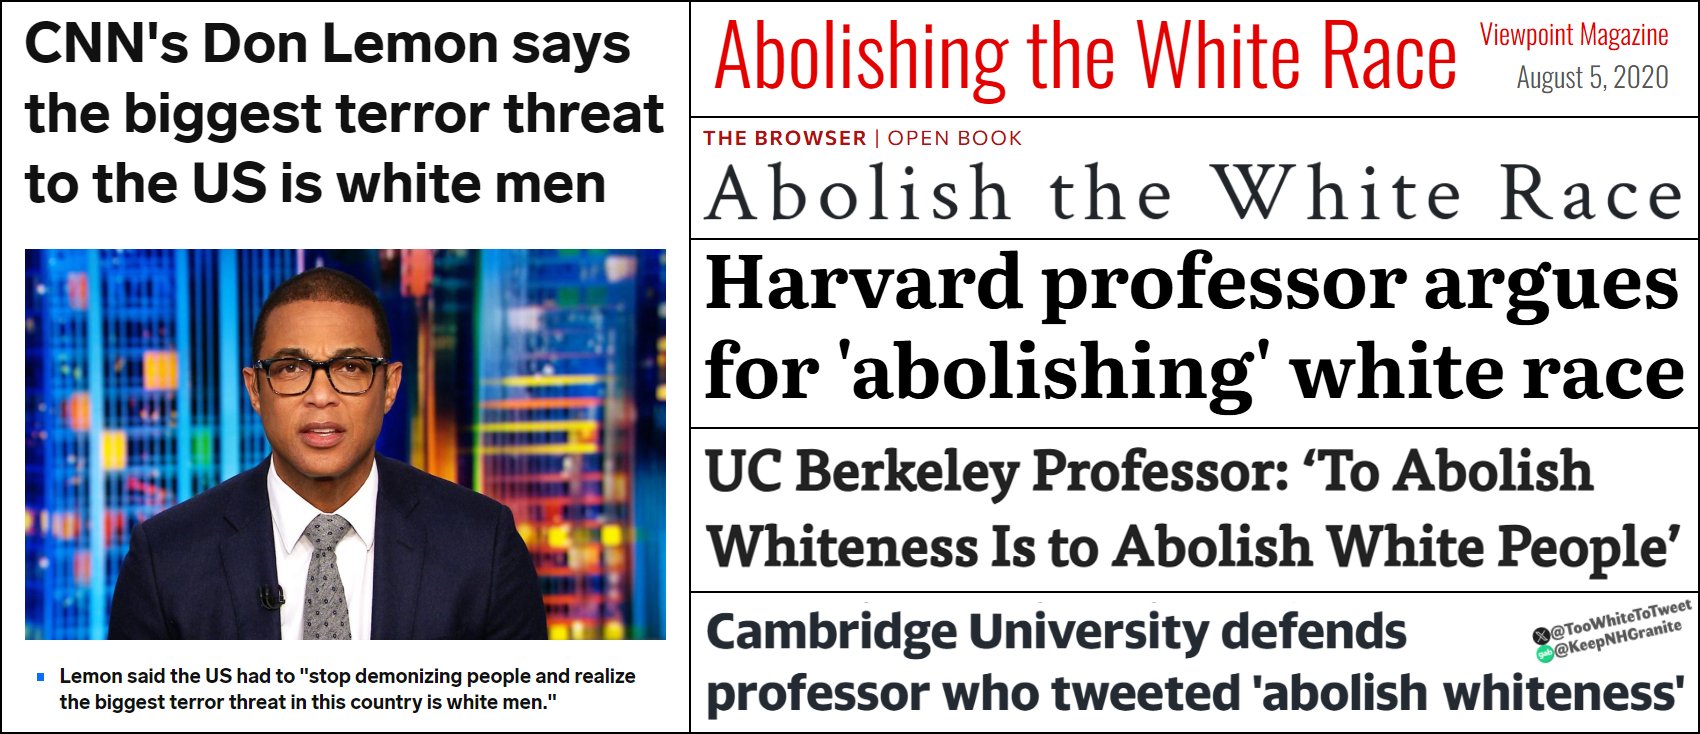 CNN's Don Lemon says
the biggest terror threat
to the US is white men
Lemon said the US had to "stop demonizing people and realize
the biggest terror threat in this country is white men."
Abolishing the White Race
Viewpoint Magazine
August 5, 2020
THE BROWSER | OPEN BOOK
Abolish the White Race
Harvard professor argues
for 'abolishing' white race
UC Berkeley Professor: ‘To Abolish
Whiteness Is to Abolish White People’
Cambridge University defends
professor who tweeted 'abolish whiteness'
X @TooWhiteToTweet
gab @KeepNHGranite